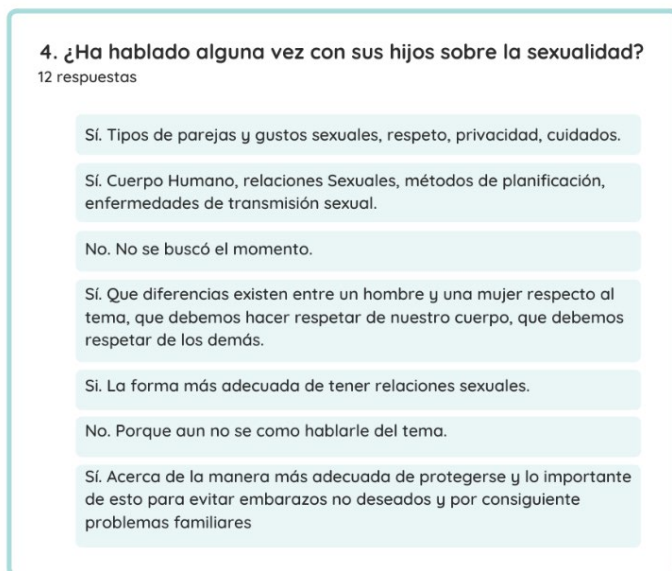 4. ¿Ha hablado alguna vez con sus hijos sobre la sexualidad?
12 respuestas
Sí. Tipos de parejas y gustos sexuales, respeto, privacidad, cuidados.
Sí. Cuerpo Humano, relaciones Sexuales, métodos de planificación,
enfermedades de transmisión sexual.
No. No se buscó el momento.
Sí. Que diferencias existen entre un hombre y una mujer respecto al
tema, que debemos hacer respetar de nuestro cuerpo, que debemos
respetar de los demás.
Si. La forma más adecuada de tener relaciones sexuales.
No. Porque aun no se como hablarle del tema.
Sí. Acerca de la manera más adecuada de protegerse y lo importante
de esto para evitar embarazos no deseados y por consiguiente
problemas familiares